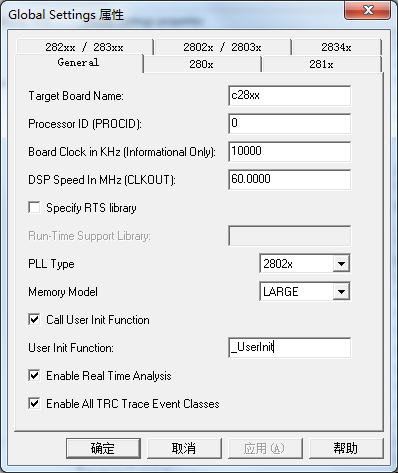 Global Settings 属性
282xx / 283xx
2802x / 2803x
2834x
General
280x
281x
Target Board Name:
c28xx
Processor ID (PROCID):
0
Board Clock in KHz (Informational Only):
10000
DSP Speed In MHz (CLKOUT):
60.0000
Specify RTS library
Run-Time Support Library:
PLL Type
2802x
Memory Model
LARGE
Call User Init Function
User Init Function:
_UserInit
Enable Real Time Analysis
Enable All TRC Trace Event Classes
确定
取消
应用(A)
帮助